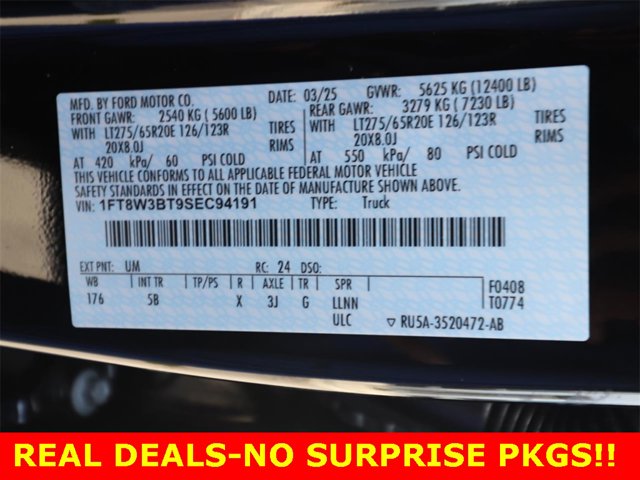 MFD. BY FORD MOTOR CO. DATE: 03/25 GVWR: 5625 KG (12400 LB)
FRONT GAWR: 2540 KG ( 5600 LB) REAR GAWR: 3279 KG ( 7230 LB)
WITH LT275/65R20E 126/123R TIRES WITH LT275/65R20E 126/123R TIRES
20X8.0J RIMS 20X8.0J RIMS
AT 420 kPa/ 60 PSI COLD AT 550 kPa/ 80 PSI COLD
THIS VEHICLE CONFORMS TO ALL APPLICABLE FEDERAL MOTOR VEHICLE
SAFETY STANDARDS IN EFFECT ON THE DATE OF MANUFACTURE SHOWN ABOVE.
VIN: 1FT8W3BT9SEC94191 TYPE: Truck
EXT PNT: UM RC: 24 DSO:
WB INT TR TP/PS R AXLE TR SPR F0408
176 5B X 3J G LLNN T0774
ULC ▽ RU5A-3520472-AB
REAL DEALS-NO SURPRISE PKGS!!